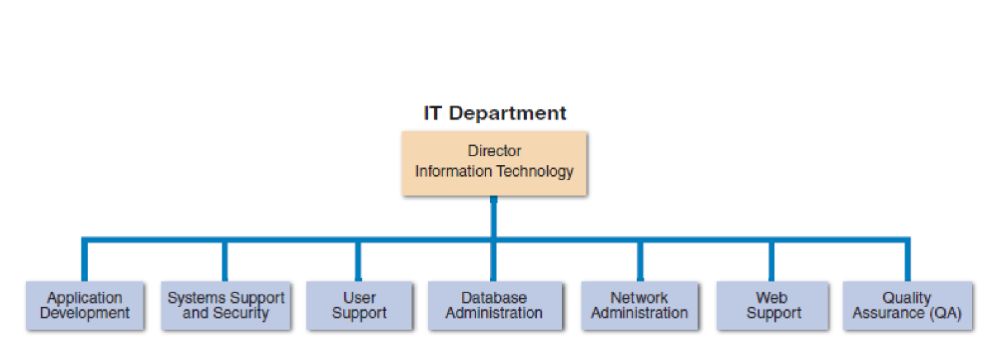 IT Department
Director
Information Technology
Application
Development
Systems Support
and Security
User
Support
Database
Administration
Network
Administration
Web
Support
Quality
Assurance (QA)